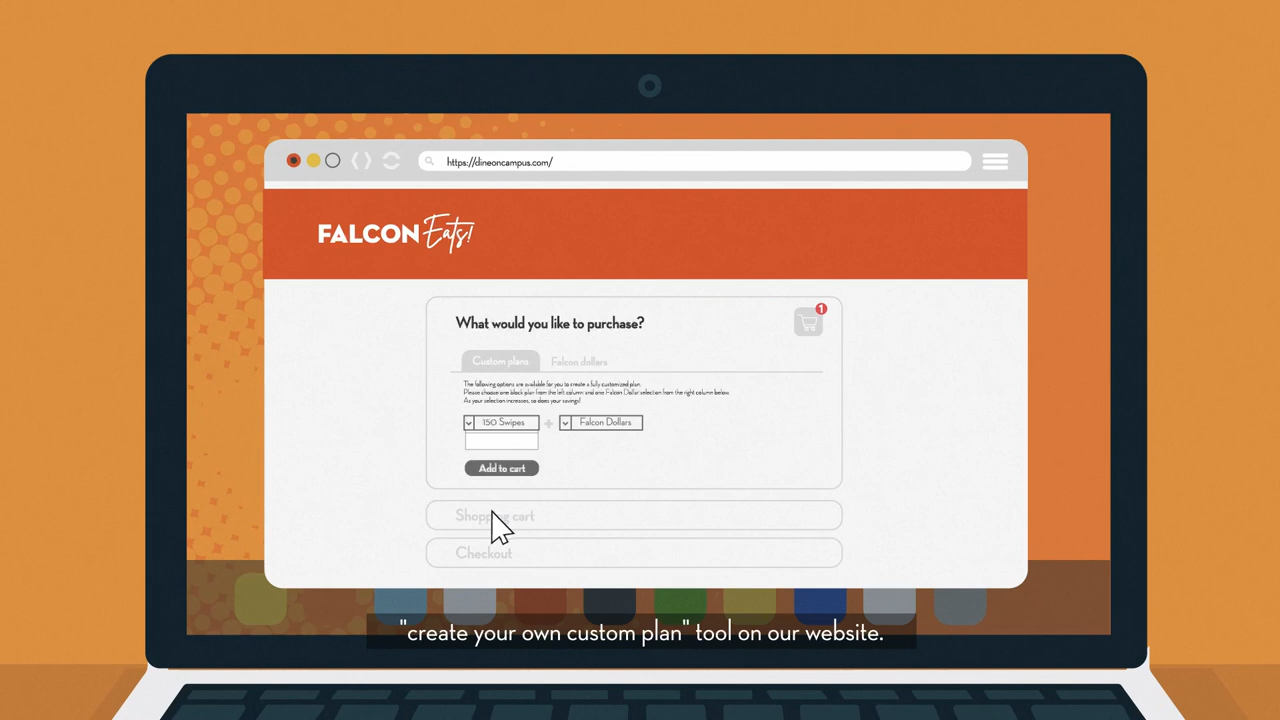 https://dineoncampus.com/
FALCON Eats!
What would you like to purchase?
1
Custom plans
Falcon dollars
The following options are available for you to create a fully customized plan.
Please choose one block plan from the left column and one Falcon Dollar selection from the right column below.
As your selection increases, so does your savings!
150 Swipes + Falcon Dollars
Add to cart
Shopping cart
Checkout
"create your own custom plan" tool on our website.